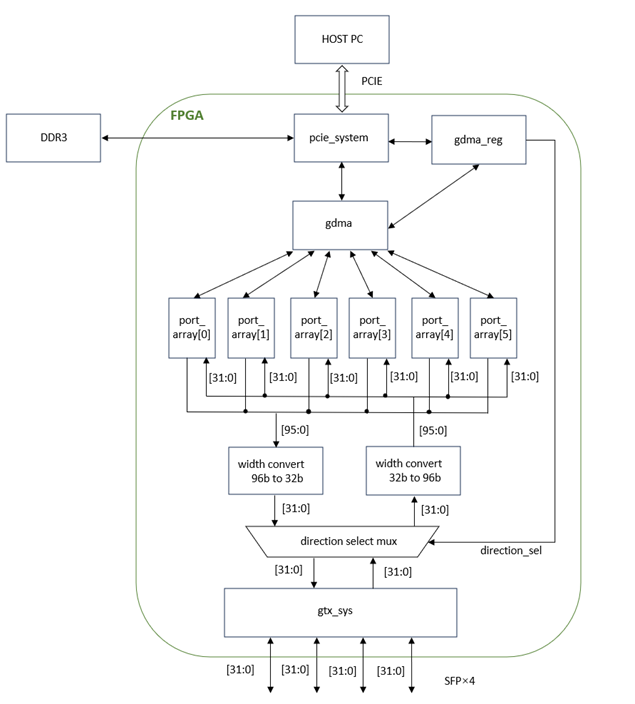 HOST PC
PCIE
FPGA
DDR3
pcie_system
gdma_reg
gdma
port_
array[0]
port_
array[1]
port_
array[2]
port_
array[3]
port_
array[4]
port_
array[5]
[31:0]
[31:0]
[31:0]
[31:0]
[31:0]
[31:0]
[95:0]
[95:0]
width convert
96b to 32b
width convert
32b to 96b
[31:0]
[31:0]
direction select mux
direction_sel
[31:0]
[31:0]
gtx_sys
[31:0]
[31:0]
[31:0]
[31:0]
SFP×4